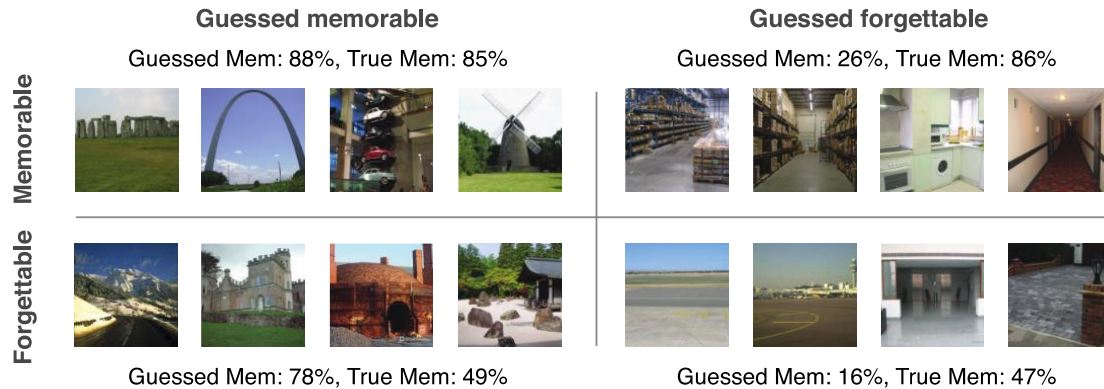 Guessed memorable
Guessed forgettable
Guessed Mem: 88%, True Mem: 85%
Guessed Mem: 26%, True Mem: 86%
Memorable
Forgettable
Guessed Mem: 78%, True Mem: 49%
Guessed Mem: 16%, True Mem: 47%